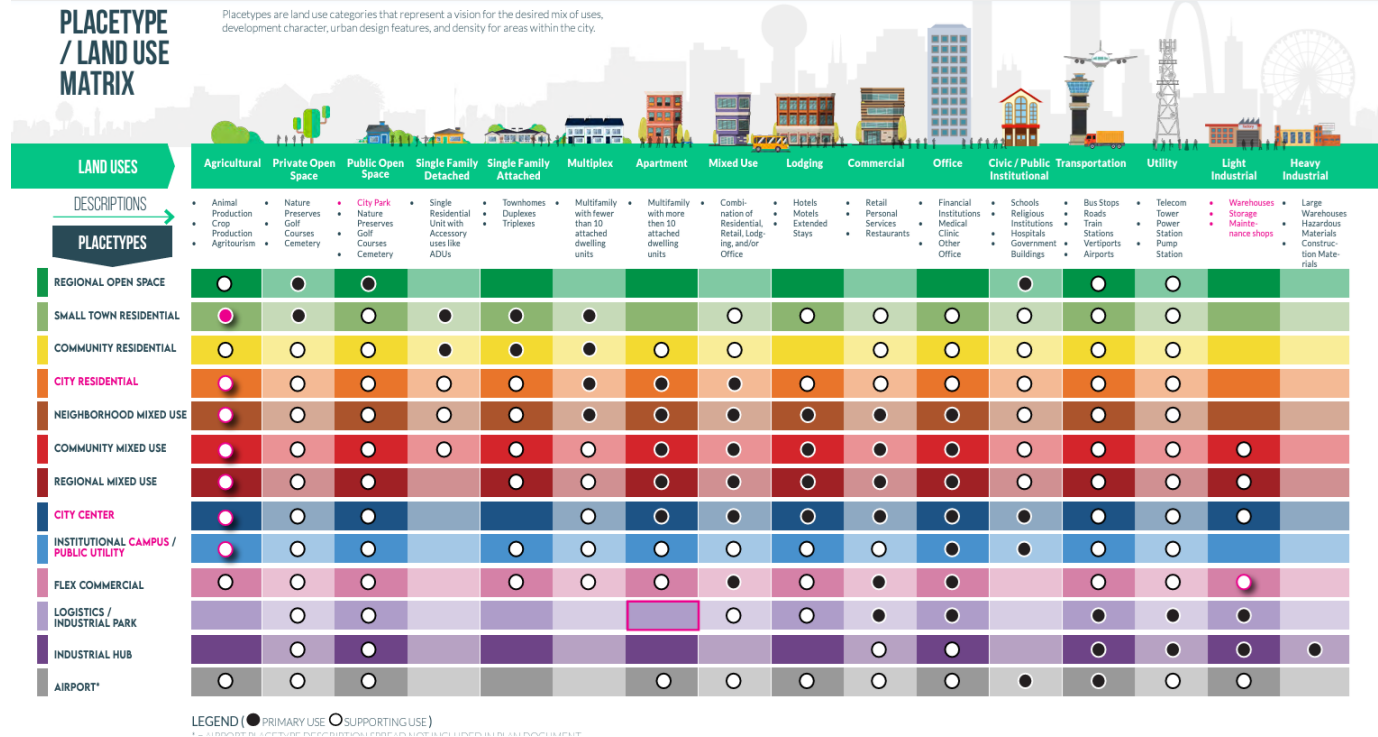 PLACETYPE
/ LAND USE
MATRIX
Placetypes are land use categories that represent a vision for the desired mix of uses,
development character, urban design features, and density for areas within the city.
LAND USES
Agricultural
Private Open
Space
Public Open
Space
Single Family
Detached
Single Family
Attached
Multiplex
Apartment
Mixed Use
Lodging
Commercial
Office
Civic / Public
Institutional
Transportation
Utility
Light
Industrial
Heavy
Industrial
DESCRIPTIONS
PLACETYPES
• Animal
Production
• Crop
Production
• Agritourism
• Nature
Preserves
• Golf
Courses
• Cemetery
• City Park
• Nature
Preserves
• Golf
Courses
• Cemetery
• Single
Residential
Unit with
Accessory
uses like
ADUs
• Townhomes
• Duplexes
• Triplexes
• Multifamily
with fewer
than 10
attached
dwelling
units
• Multifamily
with more
then 10
attached
dwelling
units
• Combi-
nation of
Residential,
Retail, Lodg-
ing, and/or
Office
• Hotels
• Motels
• Extended
Stays
• Retail
• Personal
Services
• Restaurants
• Financial
Institutions
• Medical
Clinic
• Other
Office
• Schools
• Religious
Institutions
• Hospitals
• Government
Buildings
• Bus Stops
• Roads
• Train
Stations
• Vertiports
• Airports
• Telecom
Tower
• Power
Station
• Pump
Station
• Warehouses
• Storage
• Mainte-
nance shops
• Large
Warehouses
• Hazardous
Materials
• Construc-
tion Mate-
rials
REGIONAL OPEN SPACE
SMALL TOWN RESIDENTIAL
COMMUNITY RESIDENTIAL
CITY RESIDENTIAL
NEIGHBORHOOD MIXED USE
COMMUNITY MIXED USE
REGIONAL MIXED USE
CITY CENTER
INSTITUTIONAL CAMPUS /
PUBLIC UTILITY
FLEX COMMERCIAL
LOGISTICS /
INDUSTRIAL PARK
INDUSTRIAL HUB
AIRPORT*
LEGEND ( PRIMARY USE SUPPORTING USE )
* = AIRPORT PLACETYPE DESCRIPTION SPREAD NOT INCLUDED IN PLAN DOCUMENT